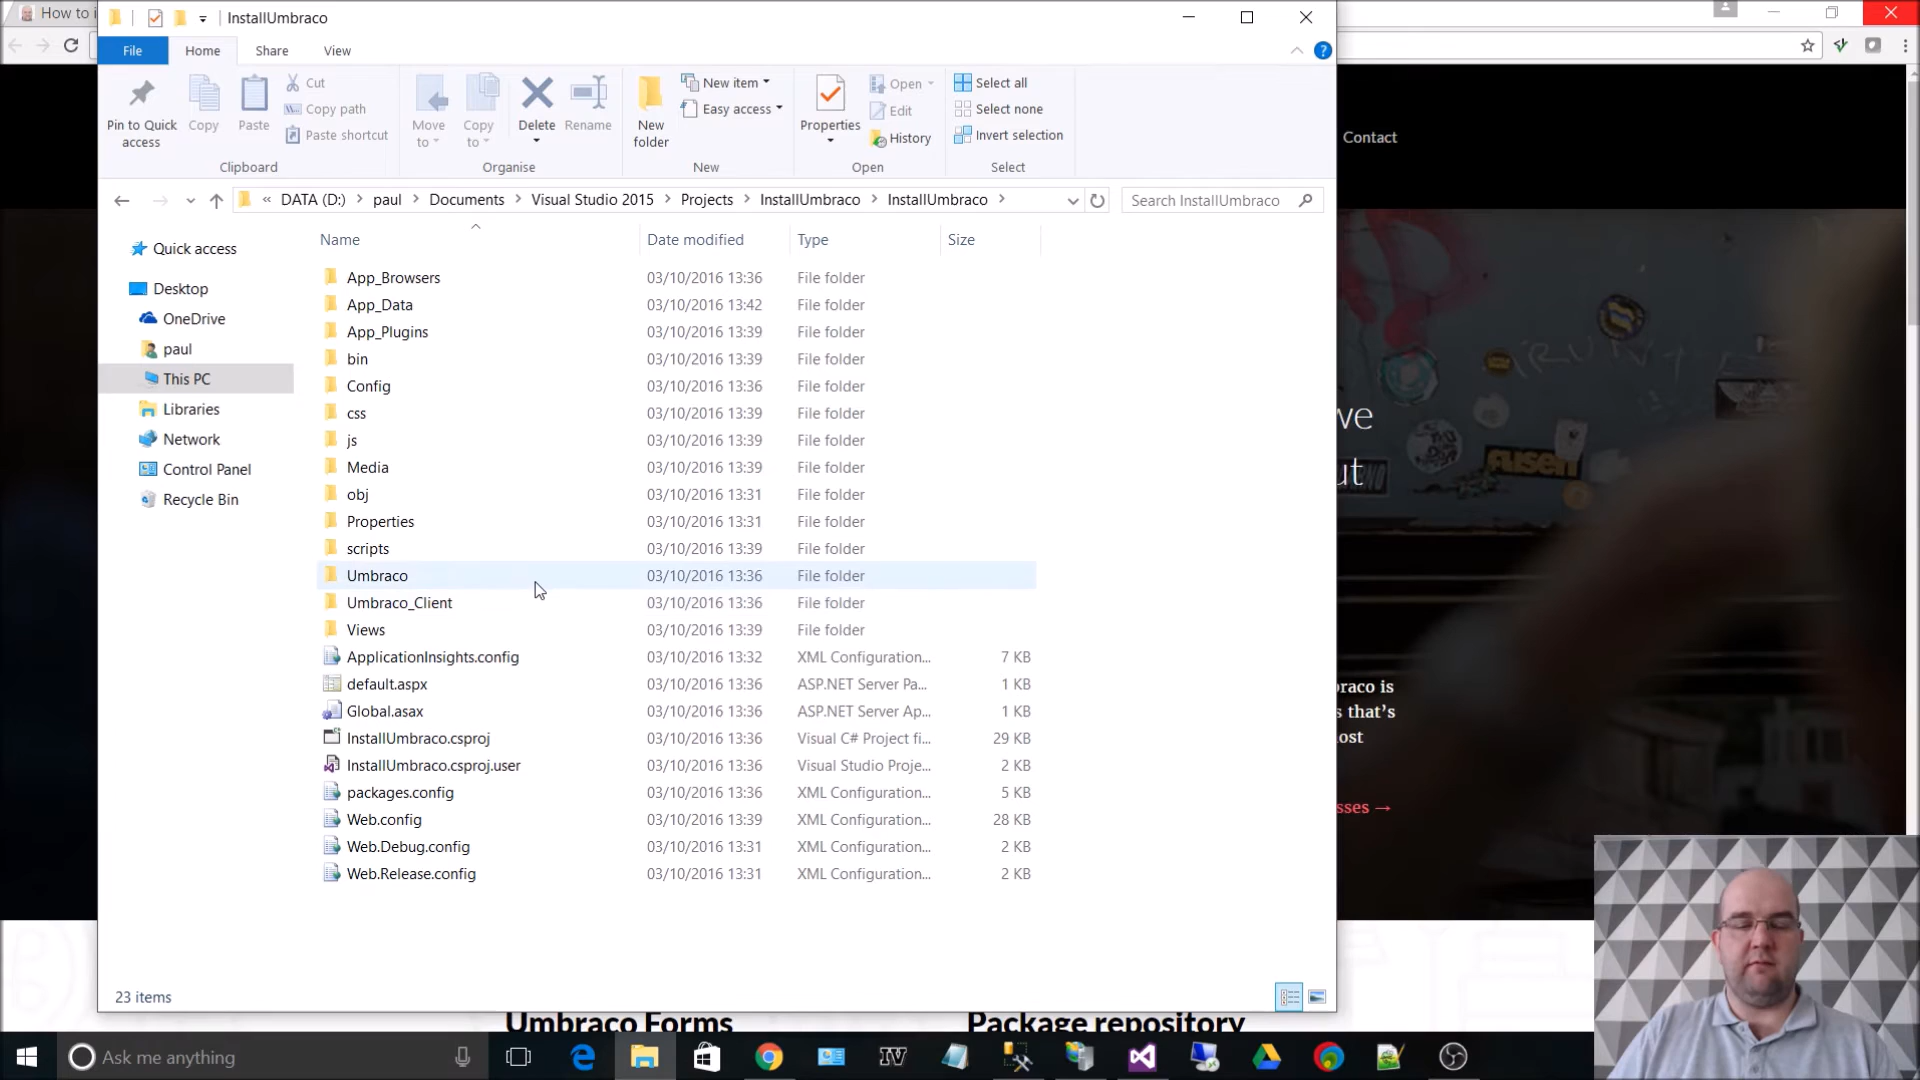 How to i
InstallUmbraco
File Home Share View
Pin to Quick access
Copy
Paste
Cut
Copy path
Paste shortcut
Clipboard
Move to
Copy to
Delete
Rename
Organise
New folder
New item
Easy access
New
Properties
Open
Edit
History
Open
Select all
Select none
Invert selection
Select
Contact
« DATA (D:) > paul > Documents > Visual Studio 2015 > Projects > InstallUmbraco > InstallUmbraco >
Search InstallUmbraco
Quick access
Desktop
OneDrive
paul
This PC
Libraries
Network
Control Panel
Recycle Bin
Name Date modified Type Size
App_Browsers 03/10/2016 13:36 File folder
App_Data 03/10/2016 13:42 File folder
App_Plugins 03/10/2016 13:39 File folder
bin 03/10/2016 13:39 File folder
Config 03/10/2016 13:36 File folder
css 03/10/2016 13:39 File folder
js 03/10/2016 13:39 File folder
Media 03/10/2016 13:39 File folder
obj 03/10/2016 13:31 File folder
Properties 03/10/2016 13:31 File folder
scripts 03/10/2016 13:39 File folder
Umbraco 03/10/2016 13:36 File folder
Umbraco_Client 03/10/2016 13:36 File folder
Views 03/10/2016 13:39 File folder
ApplicationInsights.config 03/10/2016 13:32 XML Configuration... 7 KB
default.aspx 03/10/2016 13:36 ASP.NET Server Pa... 1 KB
Global.asax 03/10/2016 13:36 ASP.NET Server Ap... 1 KB
InstallUmbraco.csproj 03/10/2016 13:36 Visual C# Project fi... 29 KB
InstallUmbraco.csproj.user 03/10/2016 13:36 Visual Studio Proje... 2 KB
packages.config 03/10/2016 13:36 XML Configuration... 5 KB
Web.config 03/10/2016 13:39 XML Configuration... 28 KB
Web.Debug.config 03/10/2016 13:31 XML Configuration... 2 KB
Web.Release.config 03/10/2016 13:31 XML Configuration... 2 KB
23 items
ve
ut
fusen
raco is
s that's
ost
sses →
Umbraco Forms
Package repository
Ask me anything
IV